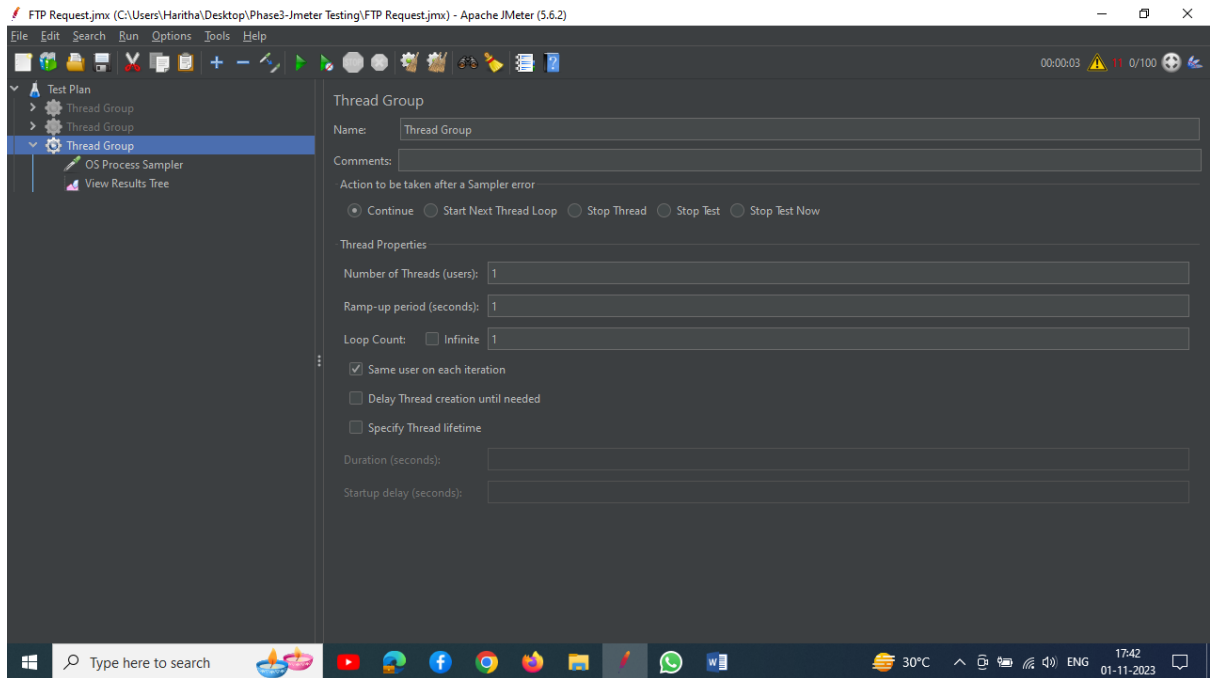 FTP Request.jmx (C:\Users\Haritha\Desktop\Phase3-Jmeter Testing\FTP Request.jmx) - Apache JMeter (5.6.2)
File Edit Search Run Options Tools Help
00:00:03 11 0/100
Test Plan
Thread Group
Thread Group
Thread Group
OS Process Sampler
View Results Tree
Thread Group
Name: Thread Group
Comments:
Action to be taken after a Sampler error
Continue Start Next Thread Loop Stop Thread Stop Test Stop Test Now
Thread Properties
Number of Threads (users): 1
Ramp-up period (seconds): 1
Loop Count: Infinite 1
Same user on each iteration
Delay Thread creation until needed
Specify Thread lifetime
Duration (seconds):
Startup delay (seconds):
Type here to search
30°C ENG 17:42
01-11-2023